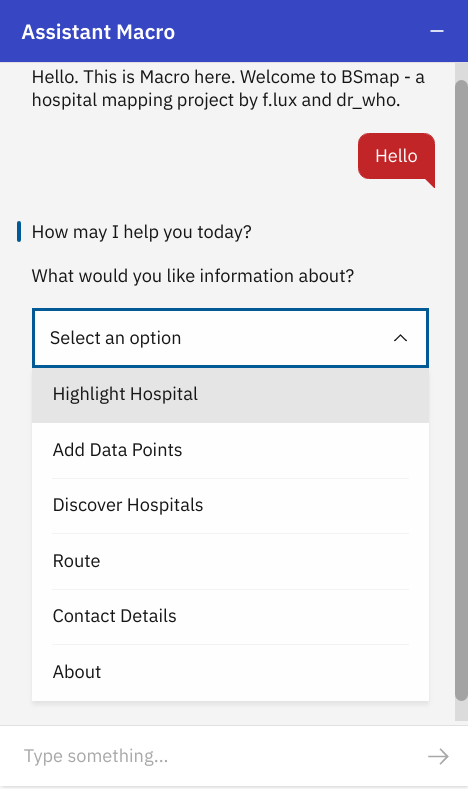 Assistant Macro
Hello. This is Macro here. Welcome to BSmap - a
hospital mapping project by f.lux and dr_who.
Hello
How may I help you today?
What would you like information about?
Select an option
Highlight Hospital
Add Data Points
Discover Hospitals
Route
Contact Details
About
Type something...